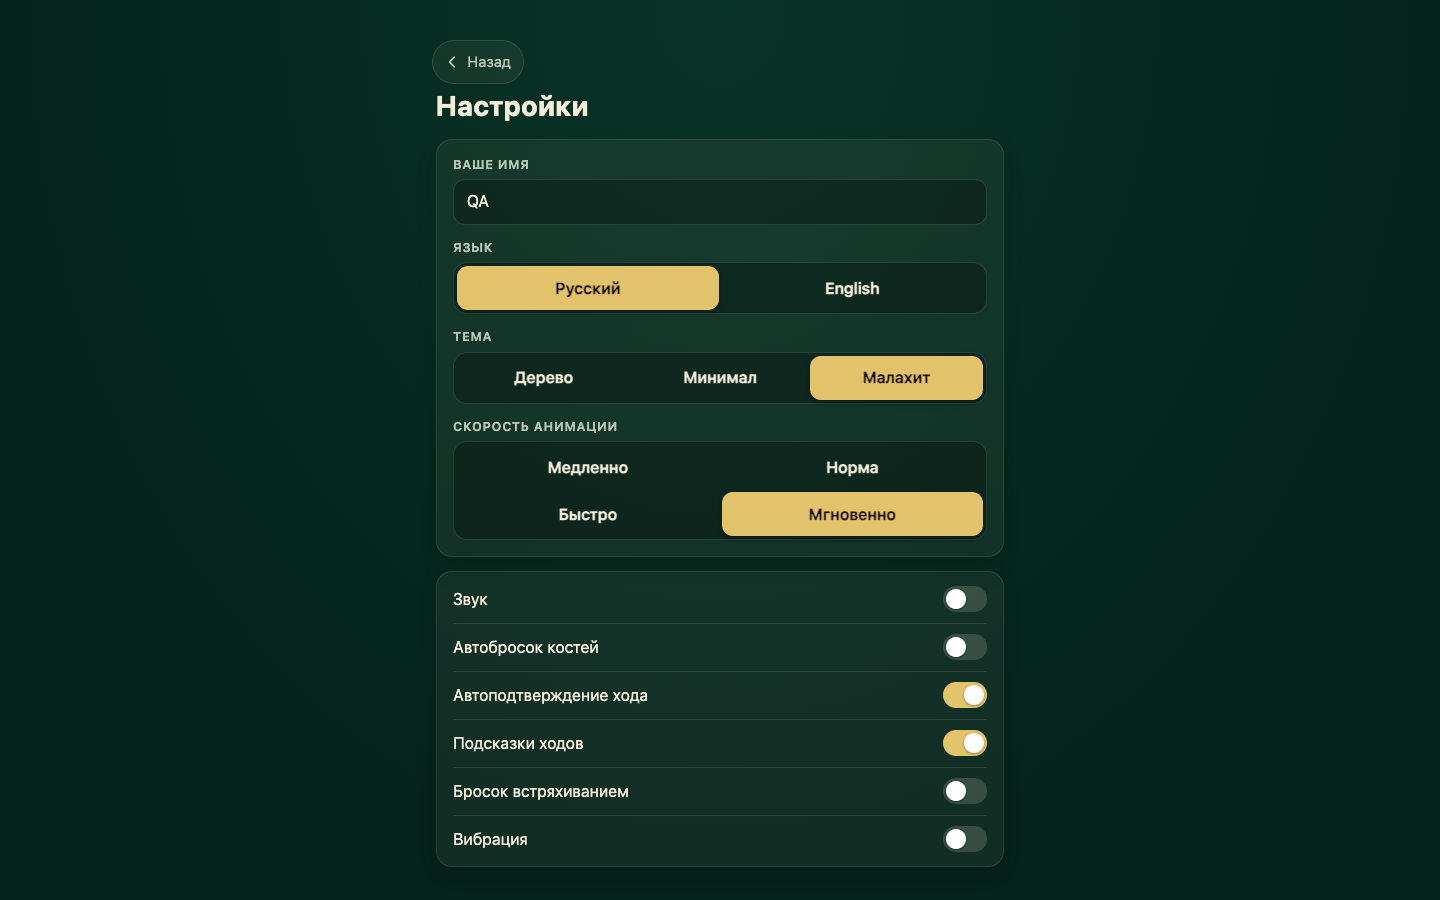 Назад
Настройки
ВАШЕ ИМЯ
QA
ЯЗЫК
Русский English
ТЕМА
Дерево Минимал Малахит
СКОРОСТЬ АНИМАЦИИ
Медленно Норма
Быстро Мгновенно
Звук
Автобросок костей
Автоподтверждение хода
Подсказки ходов
Бросок встряхиванием
Вибрация